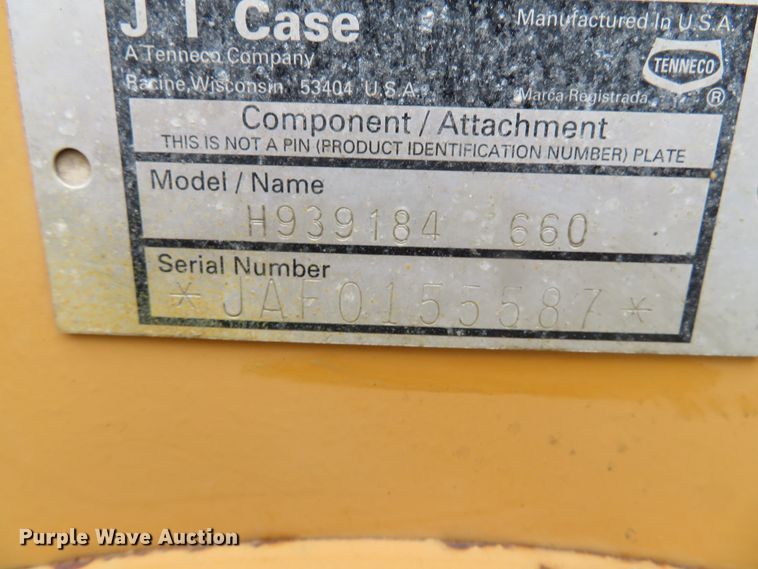 J I Case
A Tenneco Company
Racine, Wisconsin 53404 U.S.A.
Manufactured In U.S.A.
TENNECO
Marca Registrada ®
Component / Attachment
THIS IS NOT A PIN (PRODUCT IDENTIFICATION NUMBER) PLATE
Model / Name
H939184 660
Serial Number
*JAF0155587*
Purple Wave Auction